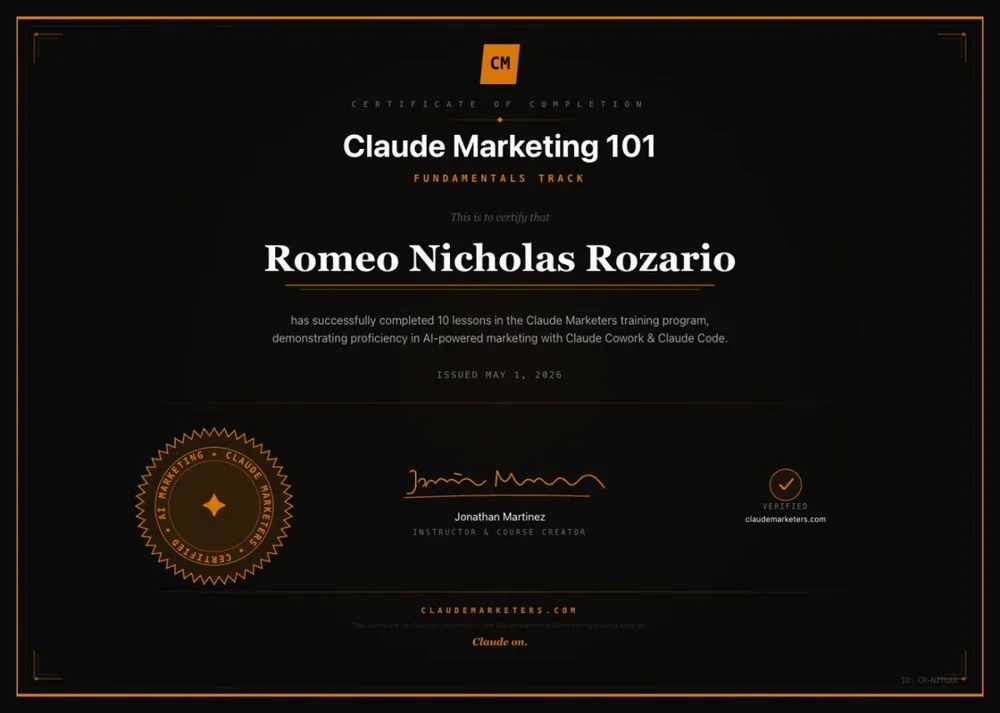 CM
CERTIFICATE OF COMPLETION
Claude Marketing 101
FUNDAMENTALS TRACK
This is to certify that
Romeo Nicholas Rozario
has successfully completed 10 lessons in the Claude Marketers training program,
demonstrating proficiency in AI-powered marketing with Claude Cowork & Claude Code.
ISSUED MAY 1, 2026
AI MARKETING • CLAUDE MARKETERS • CERTIFIED •
Jonathan Martinez
INSTRUCTOR & COURSE CREATOR
VERIFIED
claudemarketers.com
CLAUDEMARKETERS.COM
Claude on.
ID: